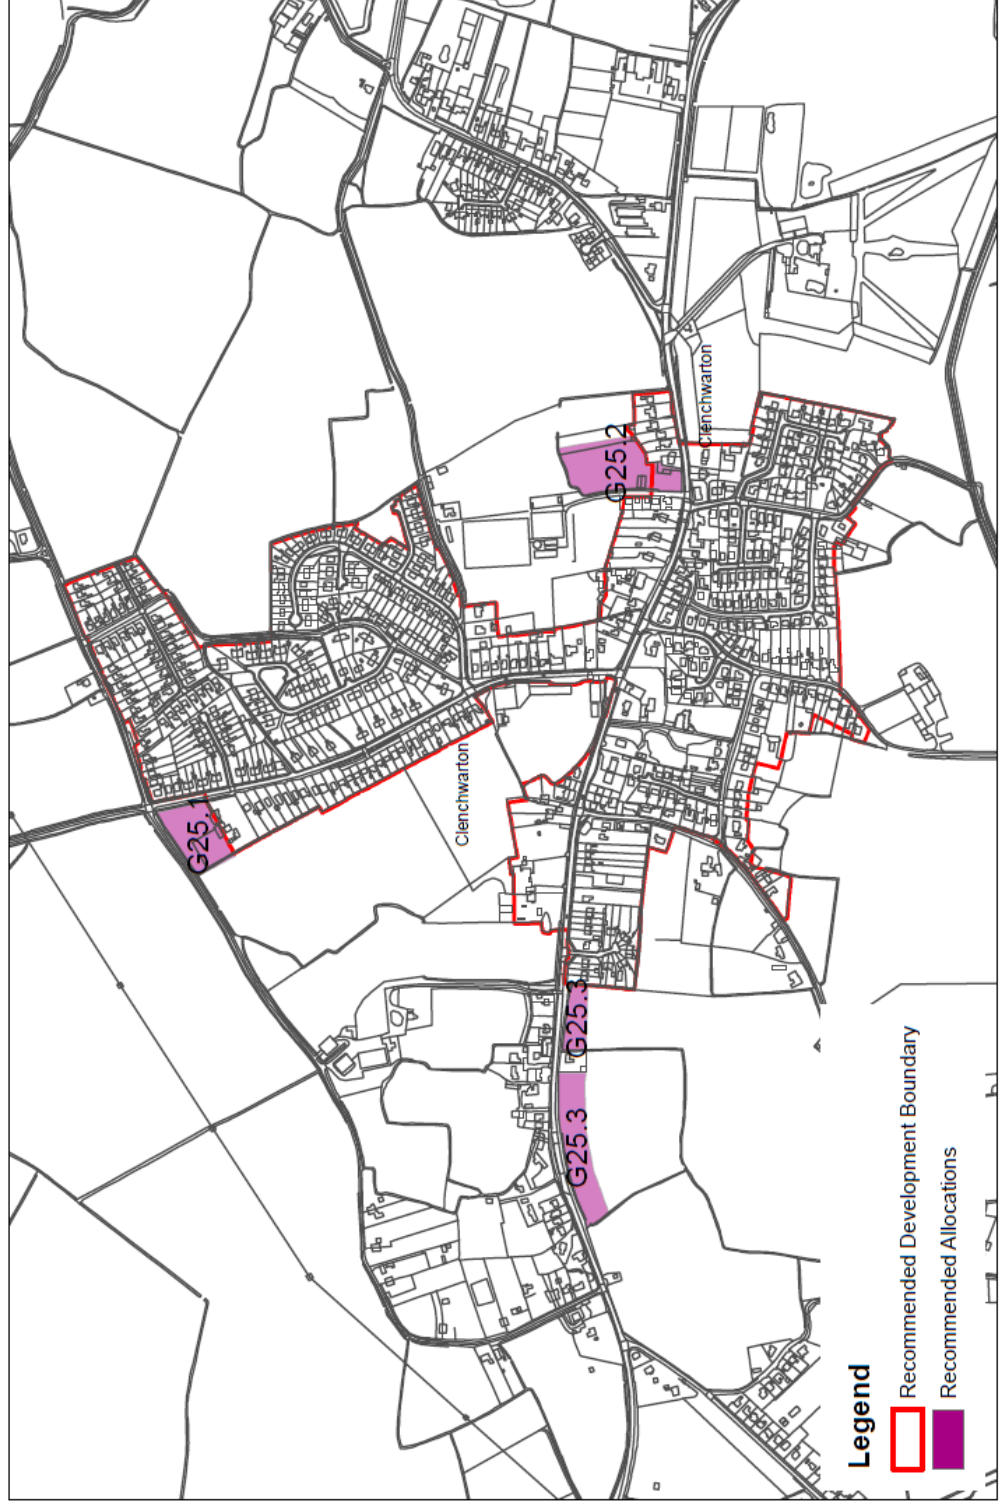 G25.1
Clenchwarton
G25.3
G25.3
G25.2
Clenchwarton
Legend
Recommended Development Boundary
Recommended Allocations